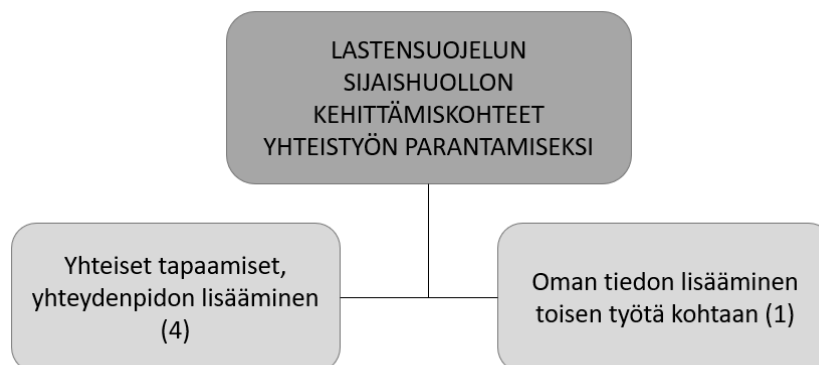 LASTENSUOJELUN
SIJAISHUOLLON
KEHITTÄMISKOHTEET
YHTEISTYÖN PARANTAMISEKSI
Yhteiset tapaamiset,
yhteydenpidon lisääminen
(4)
Oman tiedon lisääminen
toisen työtä kohtaan (1)